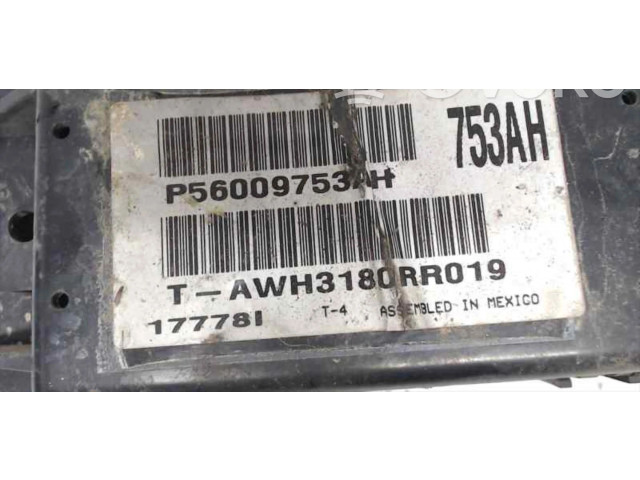 753AH
P56009753AH
T-AWH3180RR019
17778I T-4 ASSEMBLED IN MEXICO